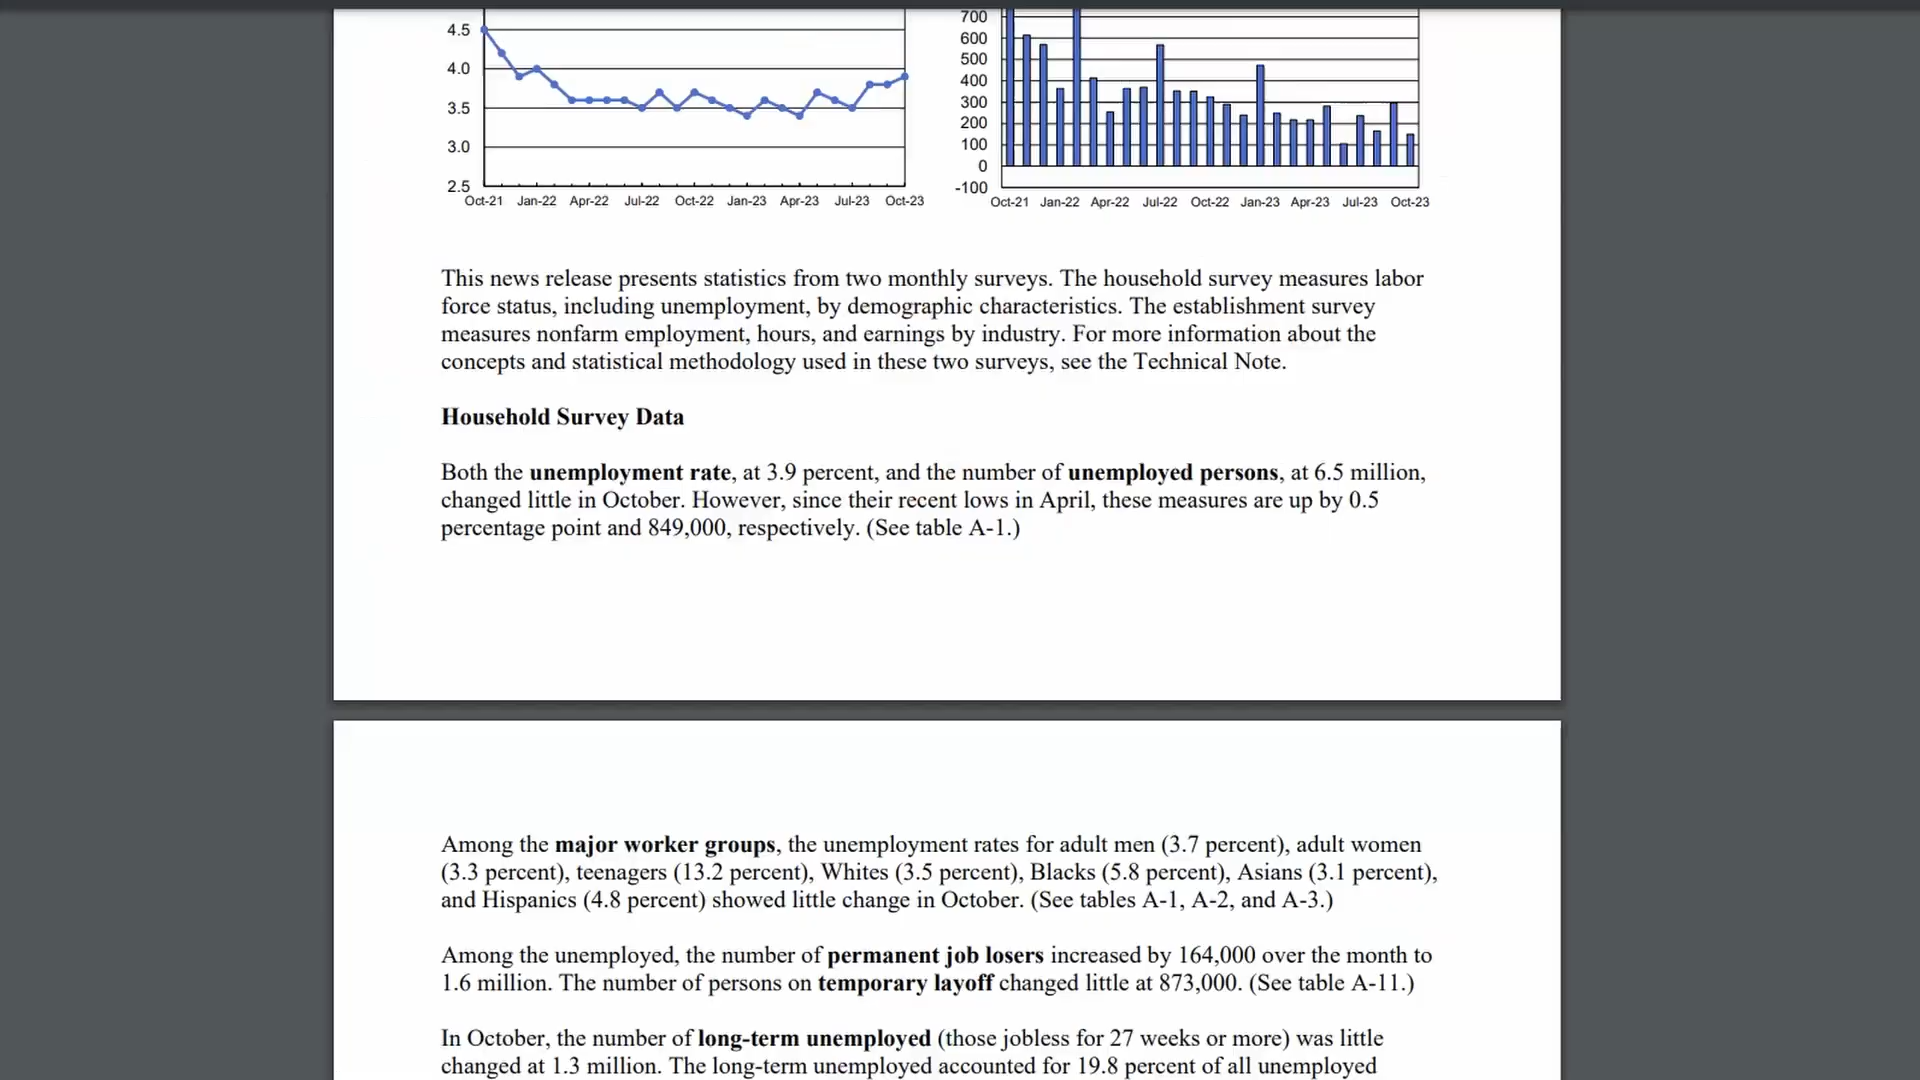 4.5
4.0
3.5
3.0
2.5
Oct-21 Jan-22 Apr-22 Jul-22 Oct-22 Jan-23 Apr-23 Jul-23 Oct-23
700
600
500
400
300
200
100
0
-100
Oct-21 Jan-22 Apr-22 Jul-22 Oct-22 Jan-23 Apr-23 Jul-23 Oct-23
This news release presents statistics from two monthly surveys. The household survey measures labor
force status, including unemployment, by demographic characteristics. The establishment survey
measures nonfarm employment, hours, and earnings by industry. For more information about the
concepts and statistical methodology used in these two surveys, see the Technical Note.
Household Survey Data
Both the unemployment rate, at 3.9 percent, and the number of unemployed persons, at 6.5 million,
changed little in October. However, since their recent lows in April, these measures are up by 0.5
percentage point and 849,000, respectively. (See table A-1.)
Among the major worker groups, the unemployment rates for adult men (3.7 percent), adult women
(3.3 percent), teenagers (13.2 percent), Whites (3.5 percent), Blacks (5.8 percent), Asians (3.1 percent),
and Hispanics (4.8 percent) showed little change in October. (See tables A-1, A-2, and A-3.)
Among the unemployed, the number of permanent job losers increased by 164,000 over the month to
1.6 million. The number of persons on temporary layoff changed little at 873,000. (See table A-11.)
In October, the number of long-term unemployed (those jobless for 27 weeks or more) was little
changed at 1.3 million. The long-term unemployed accounted for 19.8 percent of all unemployed